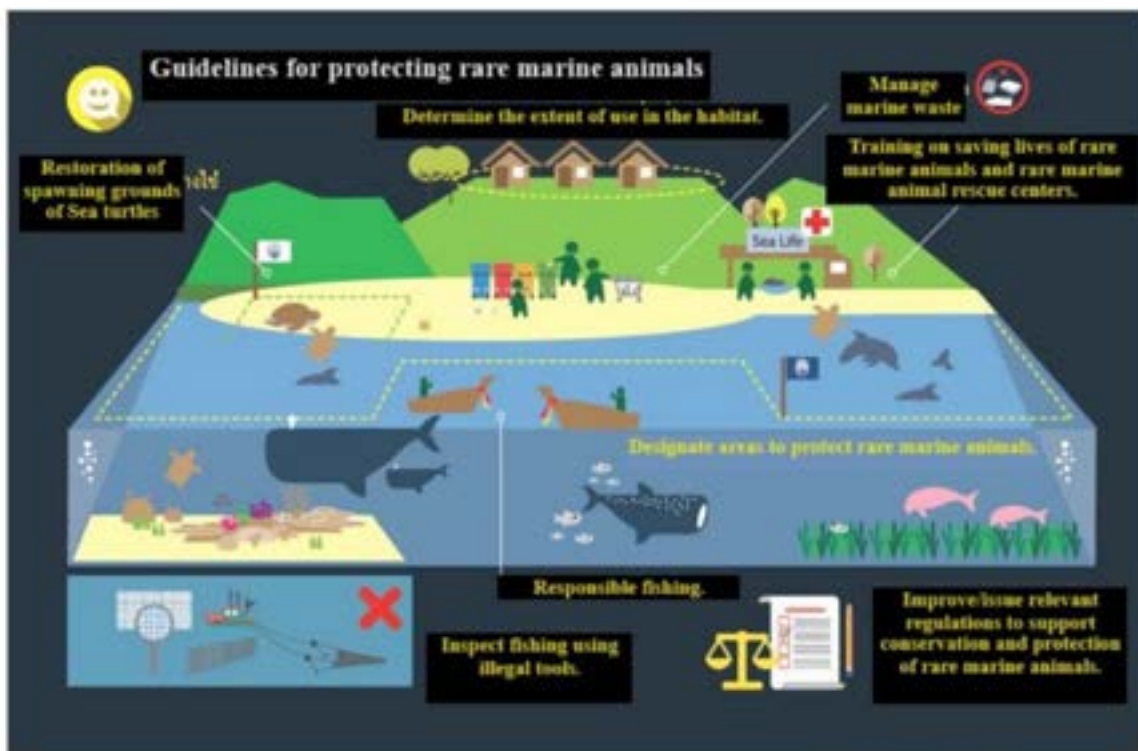 Guidelines for protecting rare marine animals
Determine the extent of use in the habitat.
Manage
marine waste
Training on saving lives of rare
marine animals and rare marine
animal rescue centers.
Restoration of
spawning grounds
of Sea turtles
Sea Life
Designate areas to protect rare marine animals.
Responsible fishing.
Inspect fishing using
illegal tools.
Improve/issue relevant
regulations to support
conservation and protection
of rare marine animals.